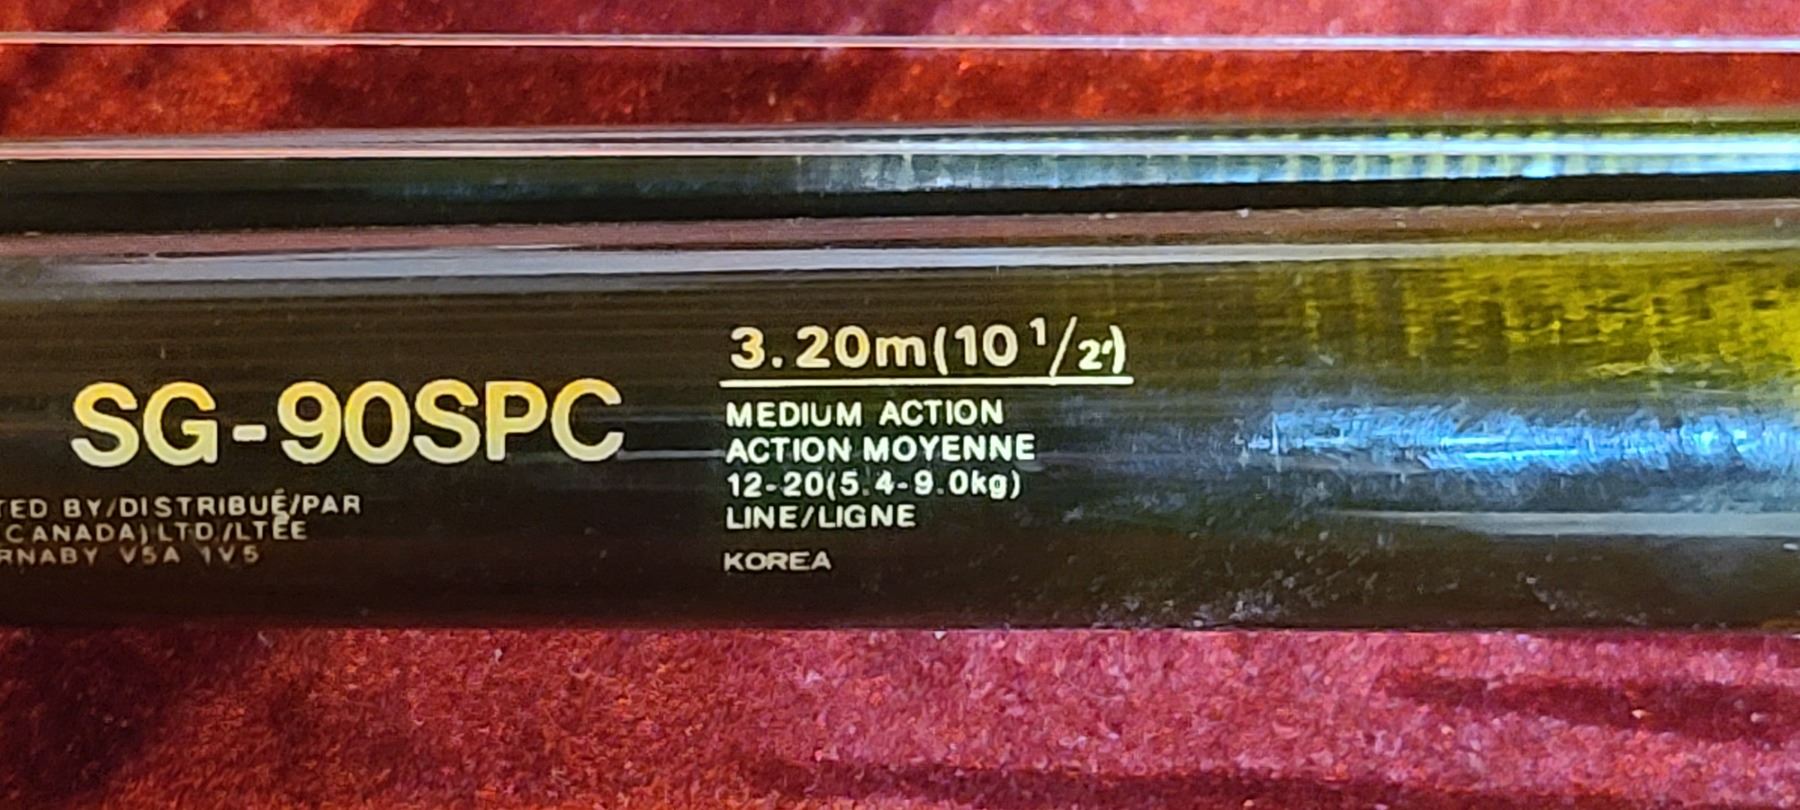 SG-90SPC
TED BY/DISTRIBUÉ/PAR
(CANADA) LTD/LTÉE
RNABY V5A 1V5
3.20m(10 1/2')
MEDIUM ACTION
ACTION MOYENNE
12-20(5.4-9.0kg)
LINE/LIGNE
KOREA